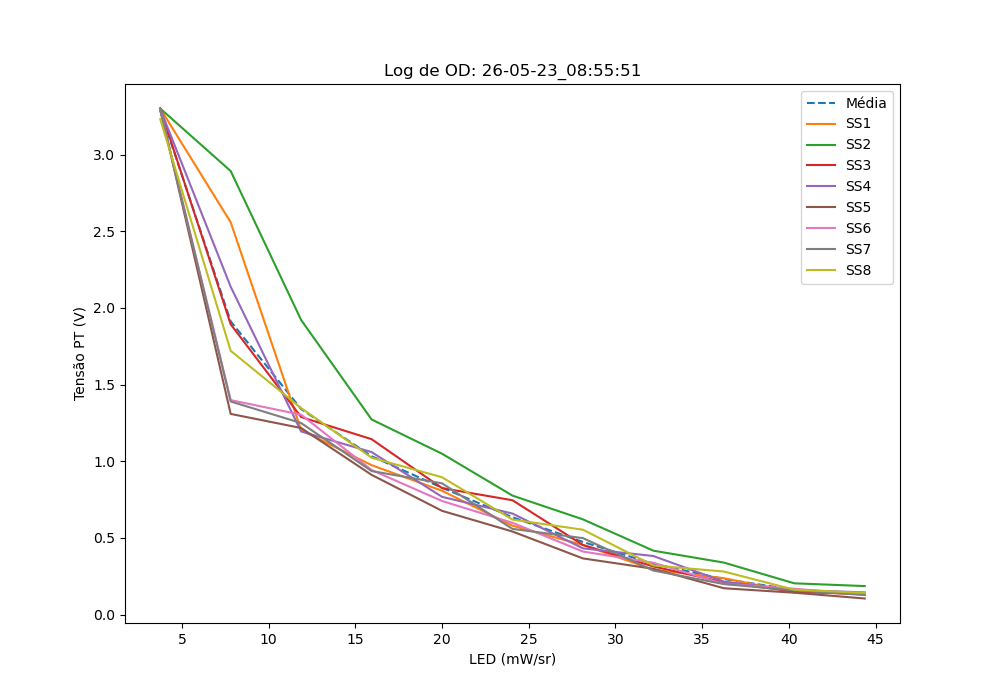 Log de OD: 26-05-23_08:55:51
Média
SS1
SS2
SS3
SS4
SS5
SS6
SS7
SS8
Tensão PT (V)
3.0
2.5
2.0
1.5
1.0
0.5
0.0
5 10 15 20 25 30 35 40 45
LED (mW/sr)